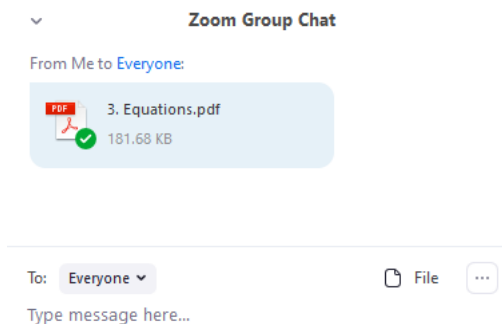 Zoom Group Chat
From Me to Everyone:
PDF
3. Equations.pdf
181.68 KB
To: Everyone File ...
Type message here...